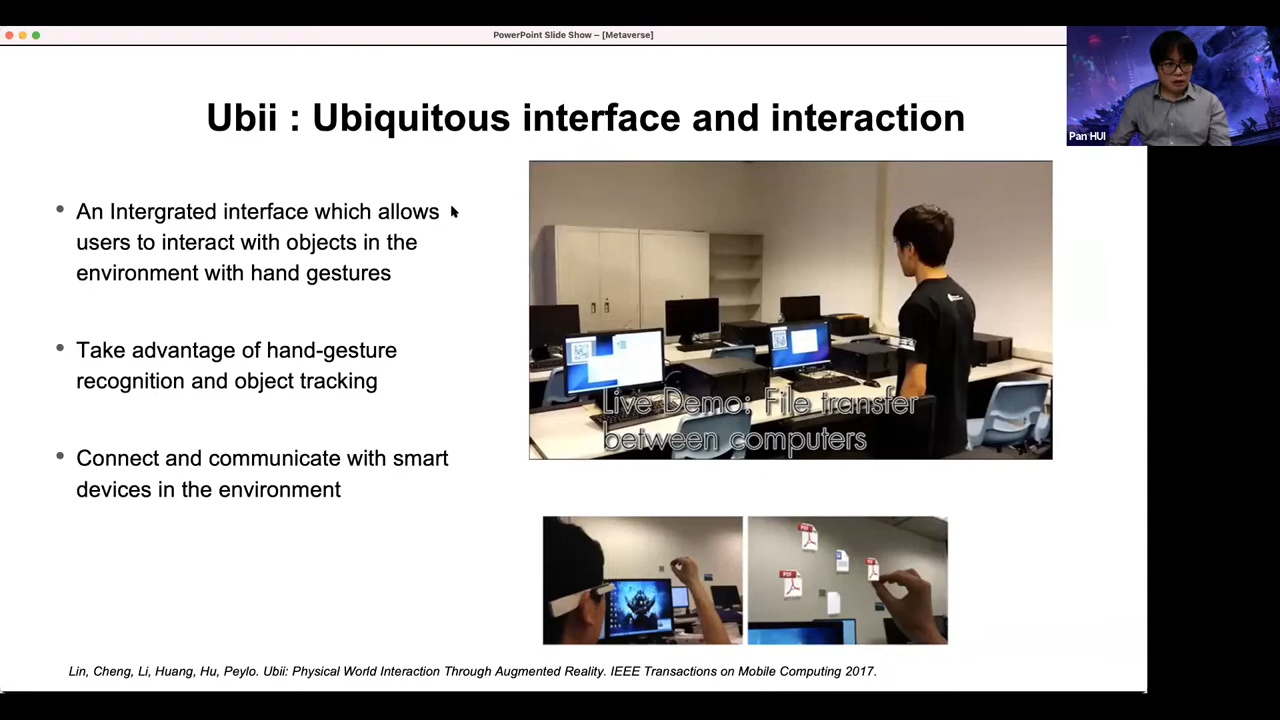 PowerPoint Slide Show – [Metaverse]
Pan HUI
Ubii : Ubiquitous interface and interaction
• An Intergrated interface which allows
users to interact with objects in the
environment with hand gestures
• Take advantage of hand-gesture
recognition and object tracking
• Connect and communicate with smart
devices in the environment
Live Demo: File transfer
between computers
PDF
PDF
PDF
Lin, Cheng, Li, Huang, Hu, Peylo. Ubii: Physical World Interaction Through Augmented Reality. IEEE Transactions on Mobile Computing 2017.